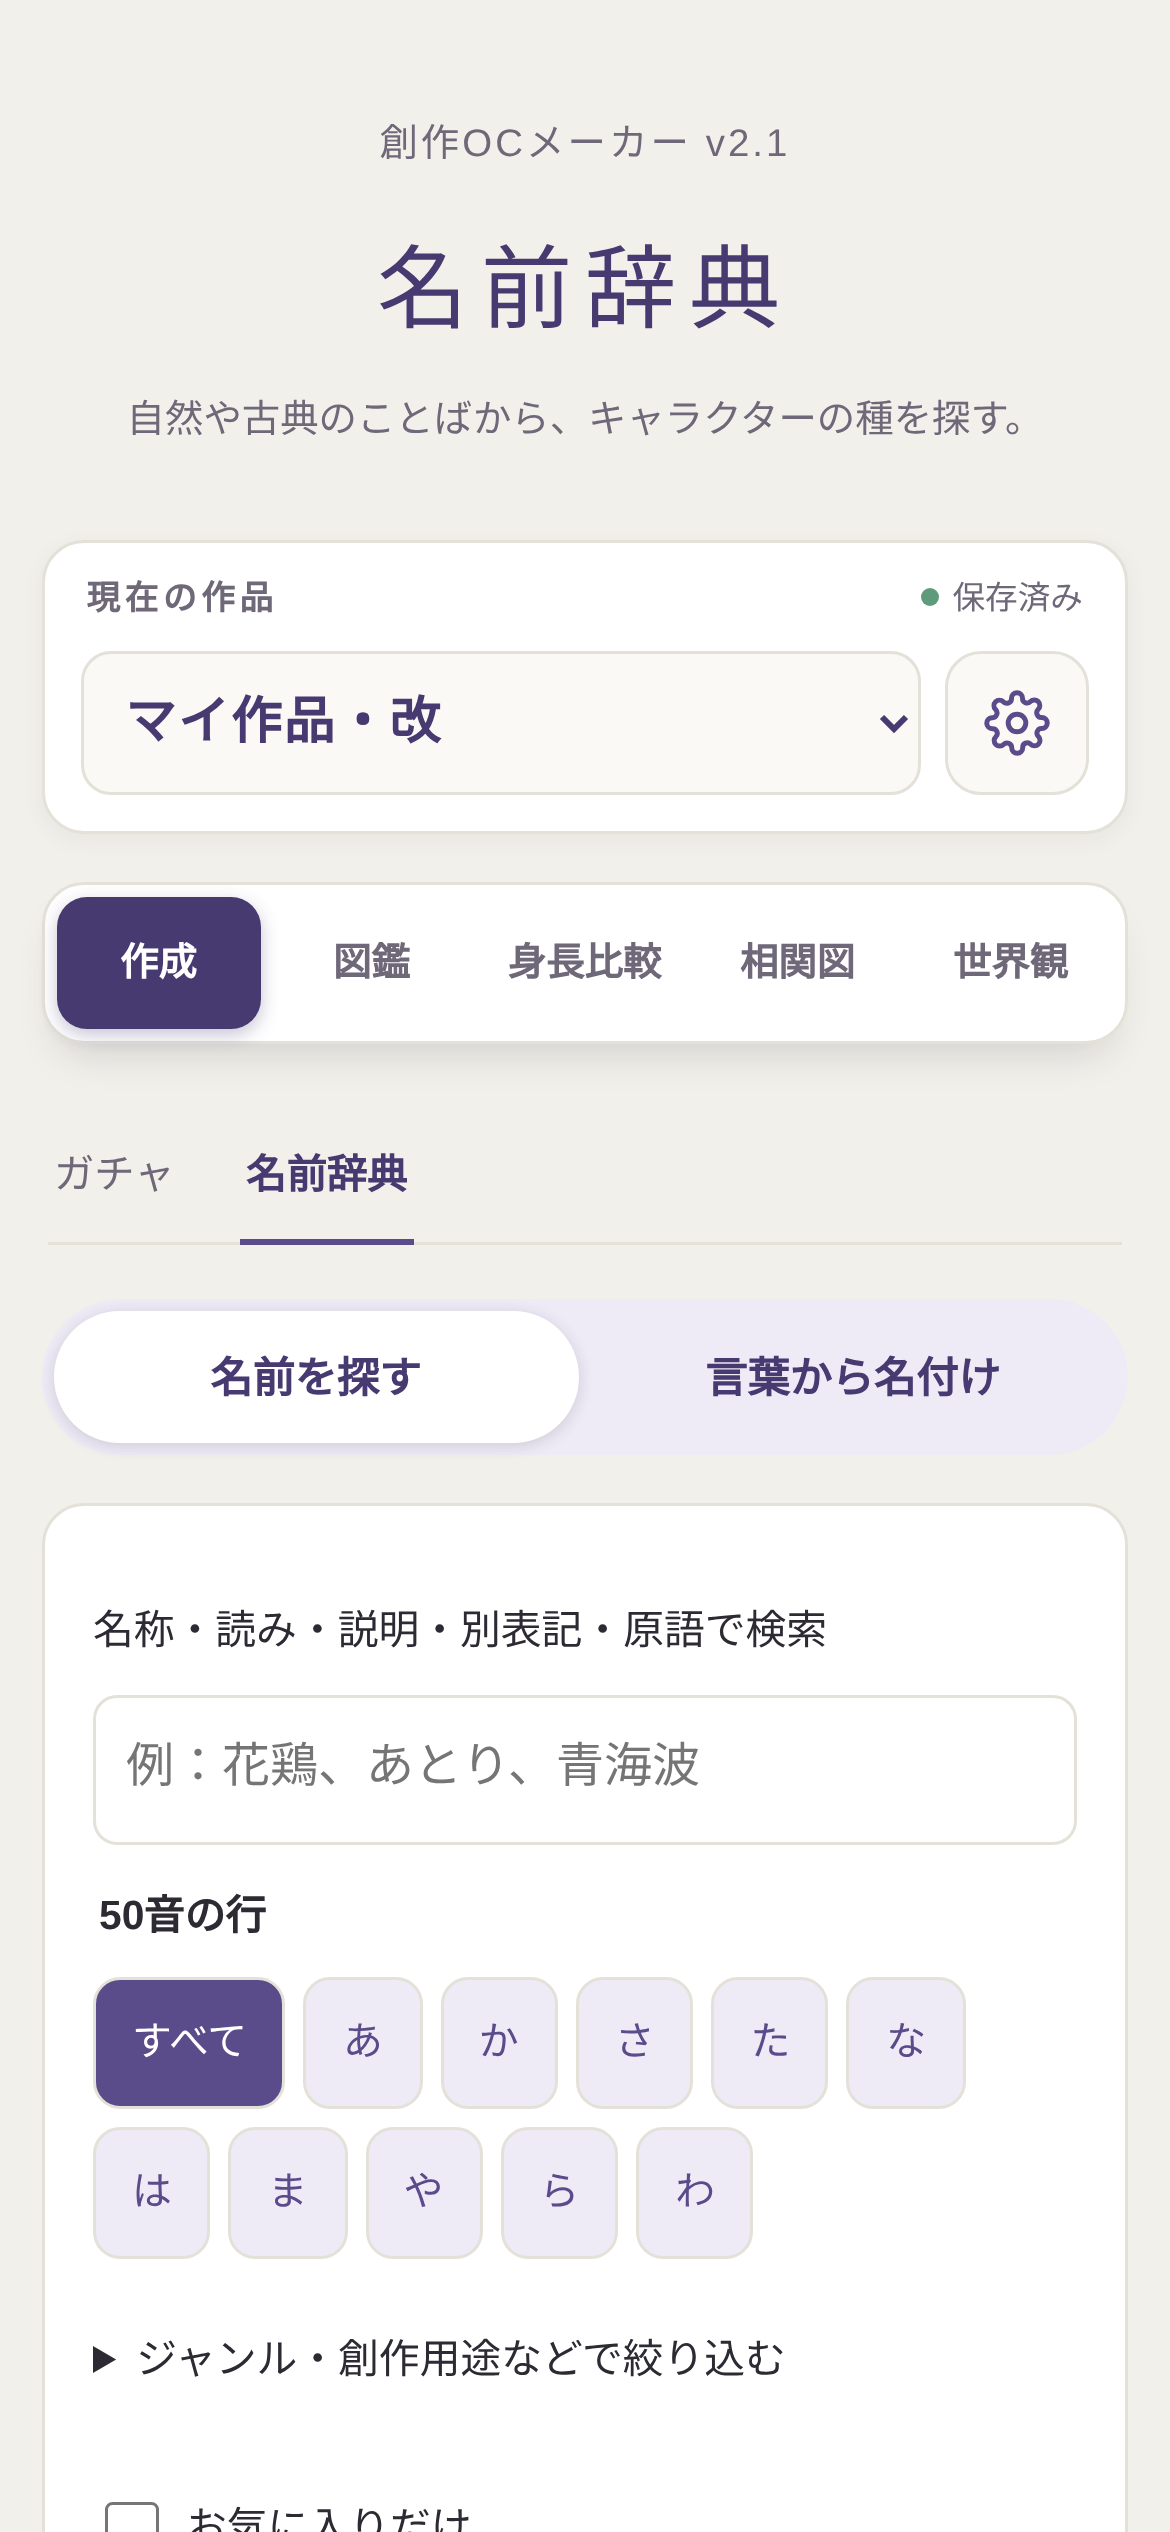 創作OCメーカー v2.1
名前辞典
自然や古典のことばから、キャラクターの種を探す。
現在の作品
保存済み
マイ作品・改
作成 図鑑 身長比較 相関図 世界観
ガチャ 名前辞典
名前を探す 言葉から名付け
名称・読み・説明・別表記・原語で検索
例：花鶏、あとり、青海波
50音の行
すべて あ か さ た な
は ま や ら わ
▶ ジャンル・創作用途などで絞り込む
お気に入りだけ